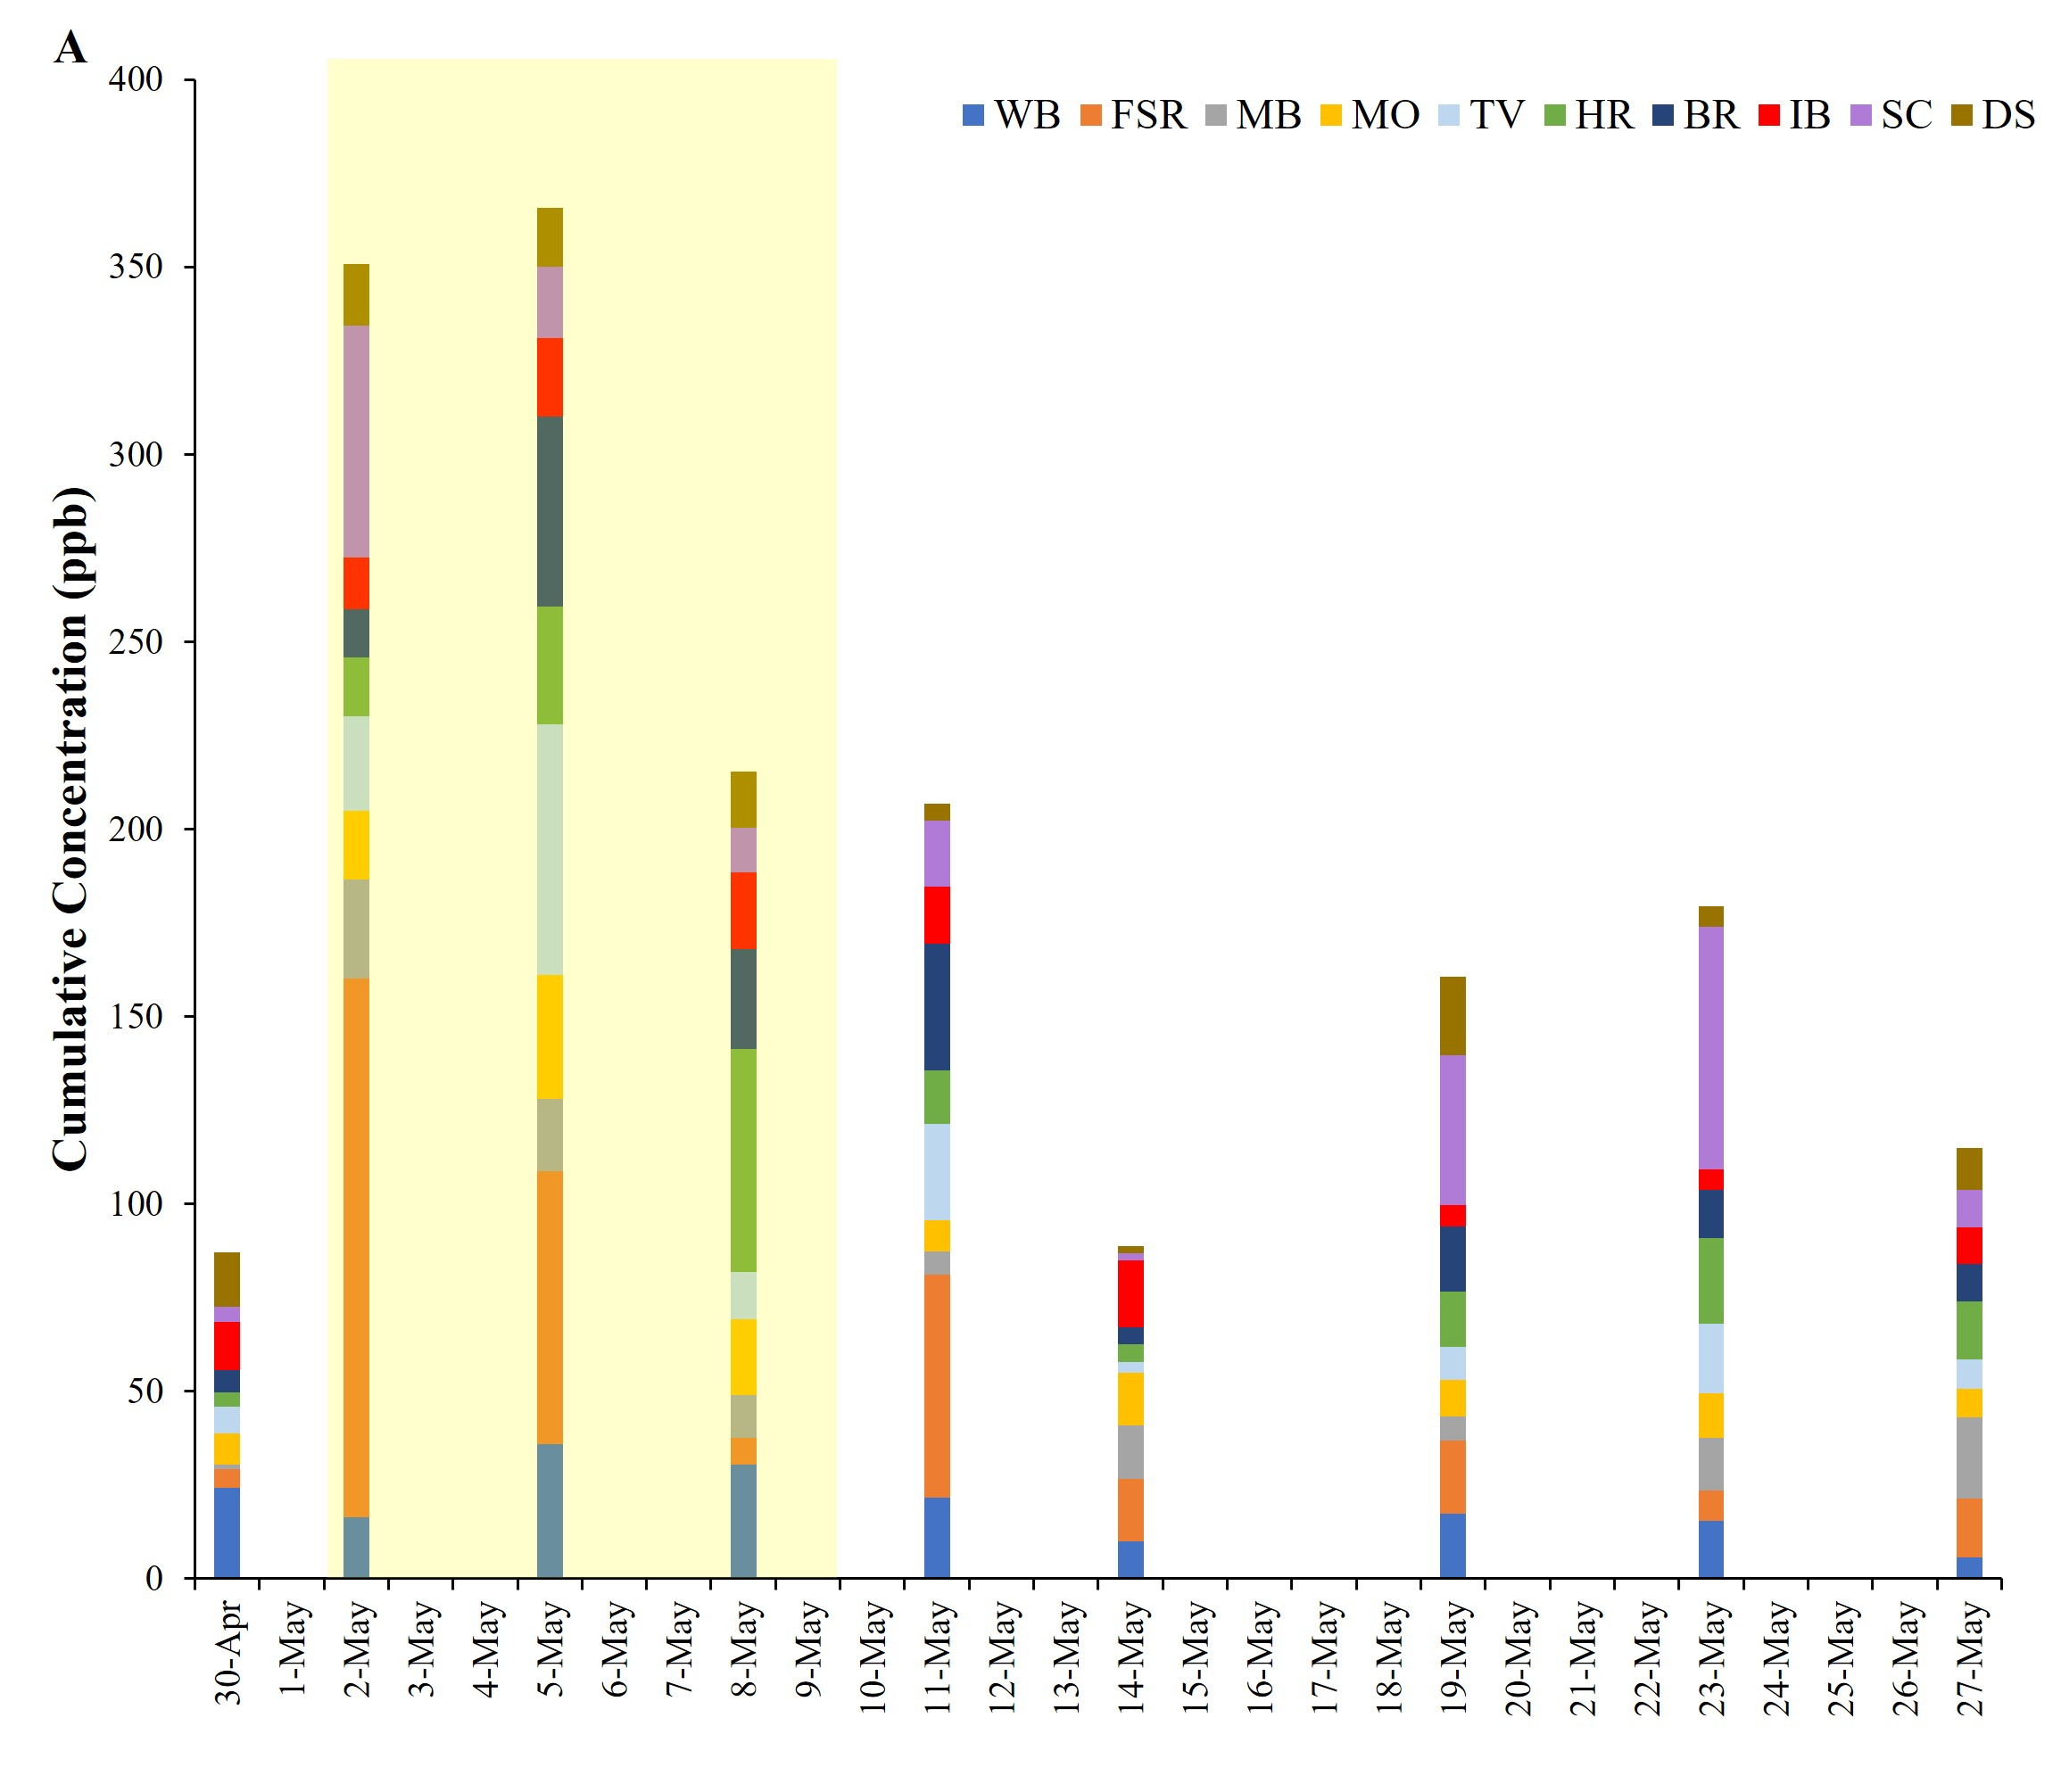 A
400
350
300
250
200
150
100
50
0
Cumulative Concentration (ppb)
WB FSR MB MO TV HR BR IB SC DS
30-Apr 1-May 2-May 3-May 4-May 5-May 6-May 7-May 8-May 9-May 10-May 11-May 12-May 13-May 14-May 15-May 16-May 17-May 18-May 19-May 20-May 21-May 22-May 23-May 24-May 25-May 26-May 27-May